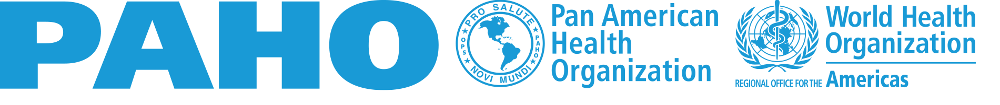 PAHO
PRO SALUTE
OPS
PAHO
NOVI MUNDI
Pan American
Health
Organization
World Health
Organization
REGIONAL OFFICE FOR THE Americas